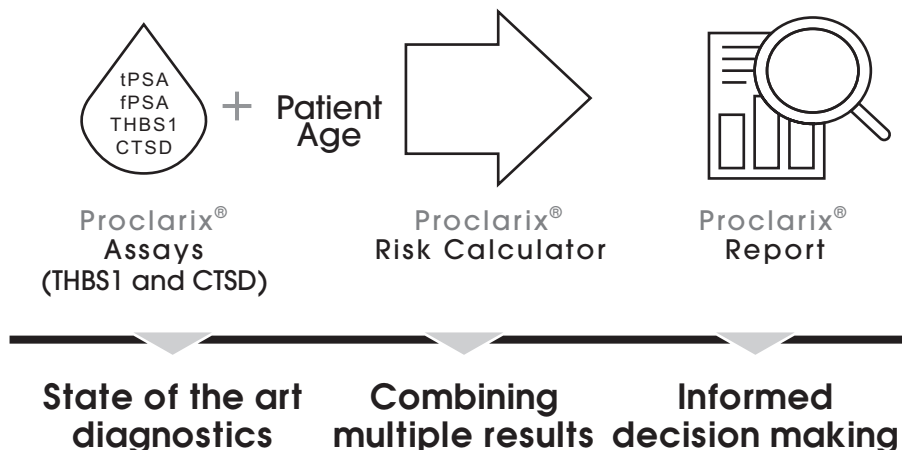 tPSA
fPSA
THBS1
CTSD
+
Patient
Age
Proclarix®
Assays
(THBS1 and CTSD)
Proclarix®
Risk Calculator
Proclarix®
Report
State of the art
diagnostics
Combining
multiple results
Informed
decision making